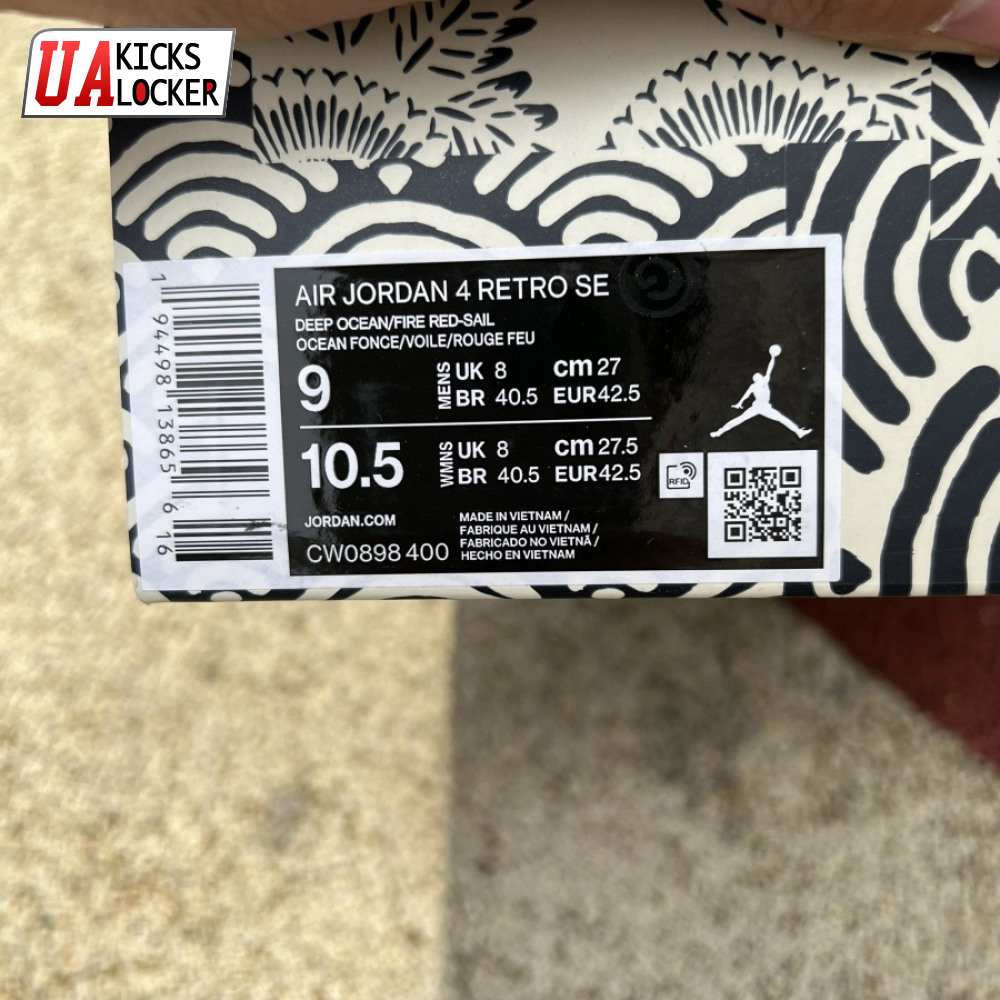 UA KICKS
LOCKER
1 94498 13865 6 16
AIR JORDAN 4 RETRO SE
DEEP OCEAN/FIRE RED-SAIL
OCEAN FONCE/VOILE/ROUGE FEU
9 MENS UK 8 cm 27
BR 40.5 EUR 42.5
10.5 WMNS UK 8 cm 27.5
BR 40.5 EUR 42.5
RFID
JORDAN.COM
CW0898 400
MADE IN VIETNAM /
FABRIQUE AU VIETNAM /
FABRICADO NO VIETNÃ /
HECHO EN VIETNAM